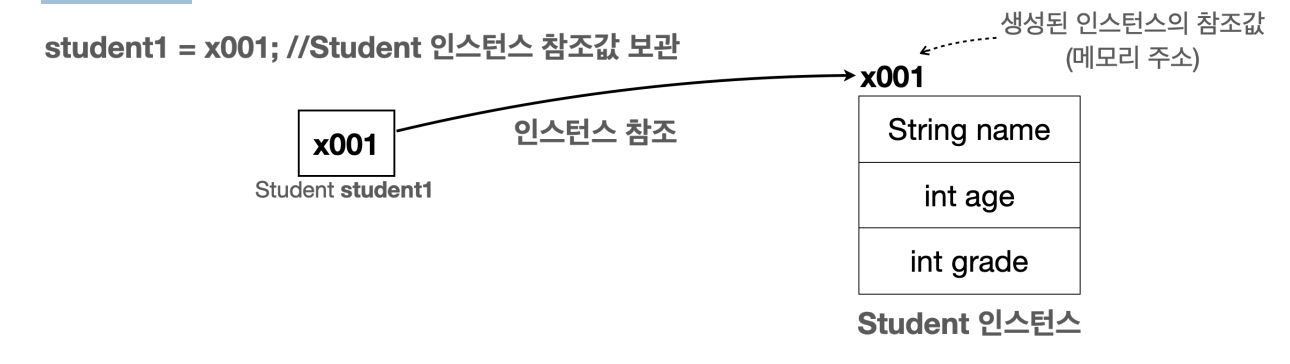 student1 = x001; //Student 인스턴스 참조값 보관
생성된 인스턴스의 참조값
(메모리 주소)
x001
x001
인스턴스 참조
Student student1
String name
int age
int grade
Student 인스턴스